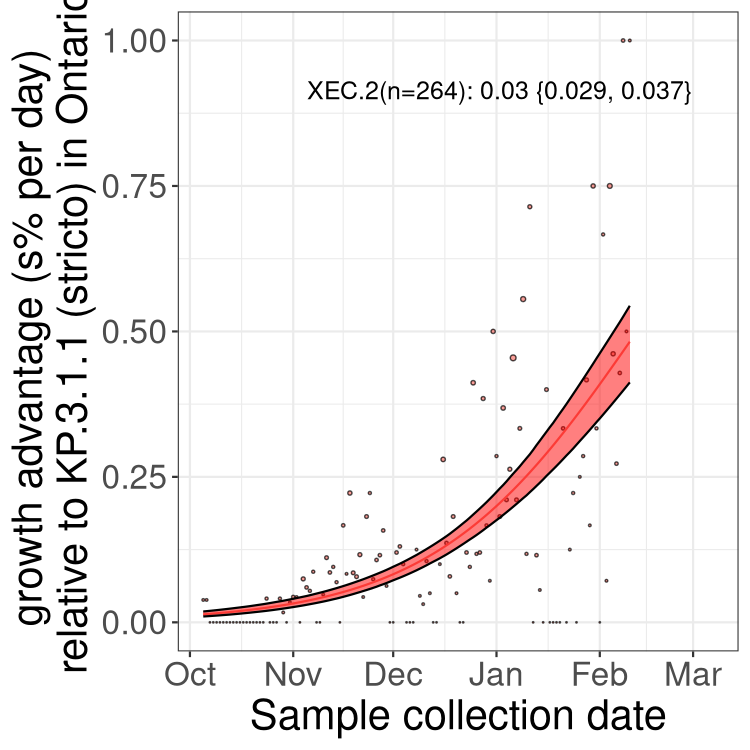 growth advantage (s% per day)
relative to KP.3.1.1 (stricto) in Ontario
1.00
0.75
0.50
0.25
0.00
XEC.2(n=264): 0.03 {0.029, 0.037}
Oct Nov Dec Jan Feb Mar
Sample collection date